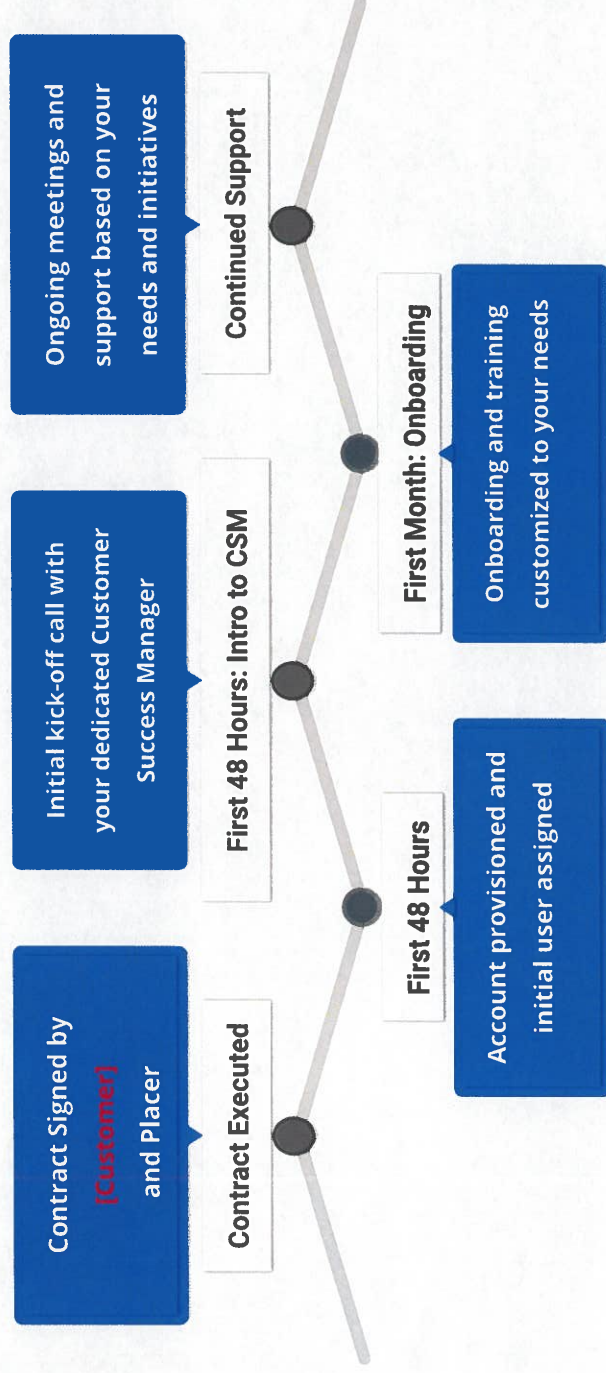 Contract Signed by
[Customer]
and Placer
Contract Executed
First 48 Hours
Account provisioned and
initial user assigned
Initial kick-off call with
your dedicated Customer
Success Manager
First 48 Hours: Intro to CSM
First Month: Onboarding
Onboarding and training
customized to your needs
Ongoing meetings and
support based on your
needs and initiatives
Continued Support